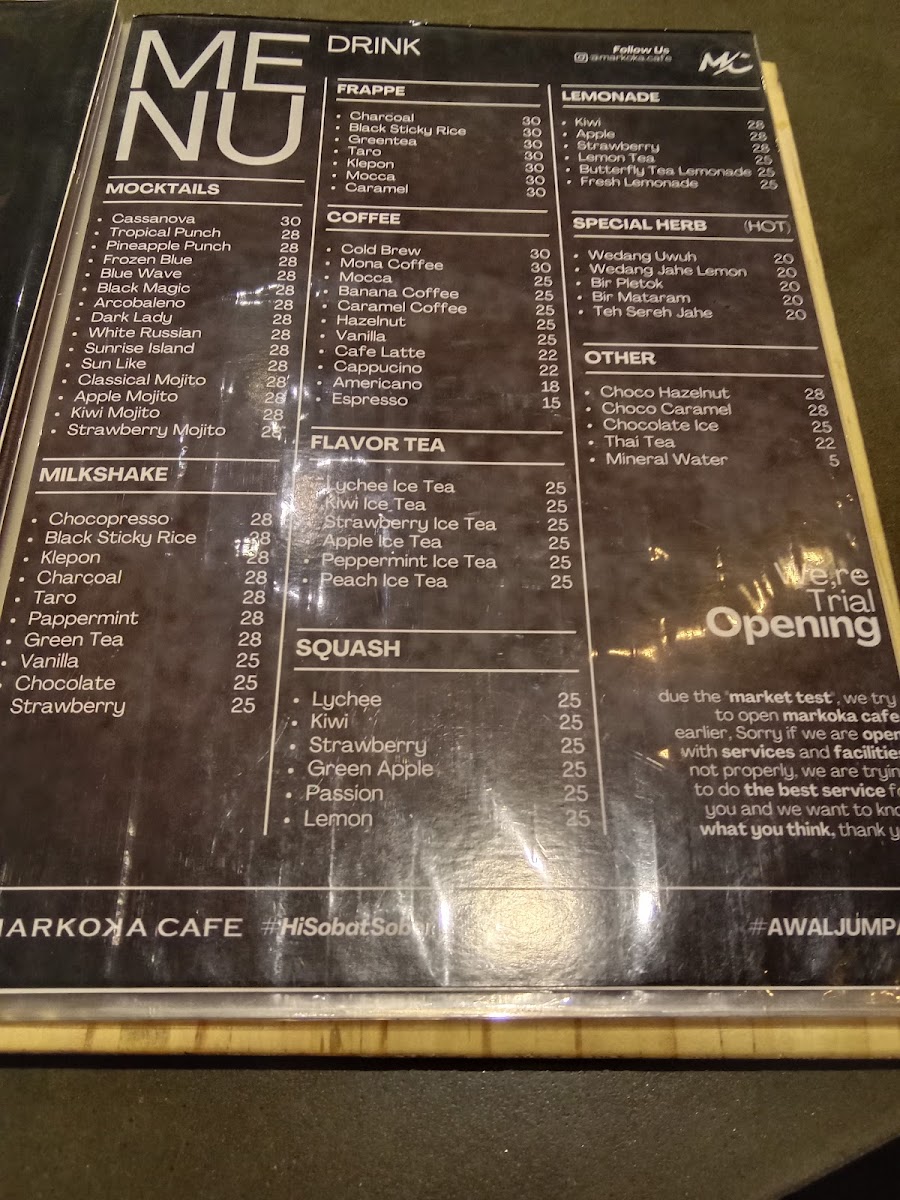 MENU
DRINK
Follow Us
@markoka.cafe
MOCKTAILS
Cassanova 30
Tropical Punch 28
Pineapple Punch 28
Frozen Blue 28
Blue Wave 28
Black Magic 28
Arcobaleno 28
Dark Lady 28
White Russian 28
Sunrise Island 28
Sun Like 28
Classical Mojito 28
Apple Mojito 28
Kiwi Mojito 28
Strawberry Mojito 28
MILKSHAKE
Chocopresso 28
Black Sticky Rice 28
Klepon 28
Charcoal 28
Taro 28
Pappermint 28
Green Tea 28
Vanilla 25
Chocolate 25
Strawberry 25
FRAPPE
Charcoal 30
Black Sticky Rice 30
Greentea 30
Taro 30
Klepon 30
Mocca 30
Caramel 30
COFFEE
Cold Brew 30
Mona Coffee 30
Mocca 25
Banana Coffee 25
Caramel Coffee 25
Hazelnut 25
Vanilla 25
Cafe Latte 22
Cappucino 22
Americano 18
Espresso 15
FLAVOR TEA
Lychee Ice Tea 25
Kiwi Ice Tea 25
Strawberry Ice Tea 25
Apple Ice Tea 25
Peppermint Ice Tea 25
Peach Ice Tea 25
SQUASH
Lychee 25
Kiwi 25
Strawberry 25
Green Apple 25
Passion 25
Lemon 25
LEMONADE
Kiwi 28
Apple 28
Strawberry 28
Lemon Tea 25
Butterfly Tea Lemonade 25
Fresh Lemonade 25
SPECIAL HERB (HOT)
Wedang Uwuh 20
Wedang Jahe Lemon 20
Bir Pletok 20
Bir Mataram 20
Teh Sereh Jahe 20
OTHER
Choco Hazelnut 28
Choco Caramel 28
Chocolate Ice 25
Thai Tea 22
Mineral Water 5
We,re
Trial
Opening
due the "market test", we try
to open markoka cafe
earlier, Sorry if we are open
with services and facilities
not properly, we are tryin
to do the best service f
you and we want to kno
what you think, thank y
MARKOKA CAFE #HiSobatSober #AWALJUMPA